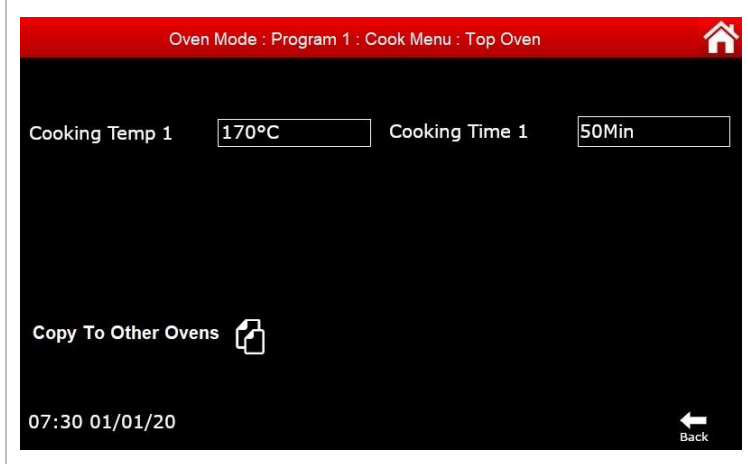 Oven Mode : Program 1 : Cook Menu : Top Oven
Cooking Temp 1 170°C Cooking Time 1 50Min
Copy To Other Ovens
07:30 01/01/20
Back